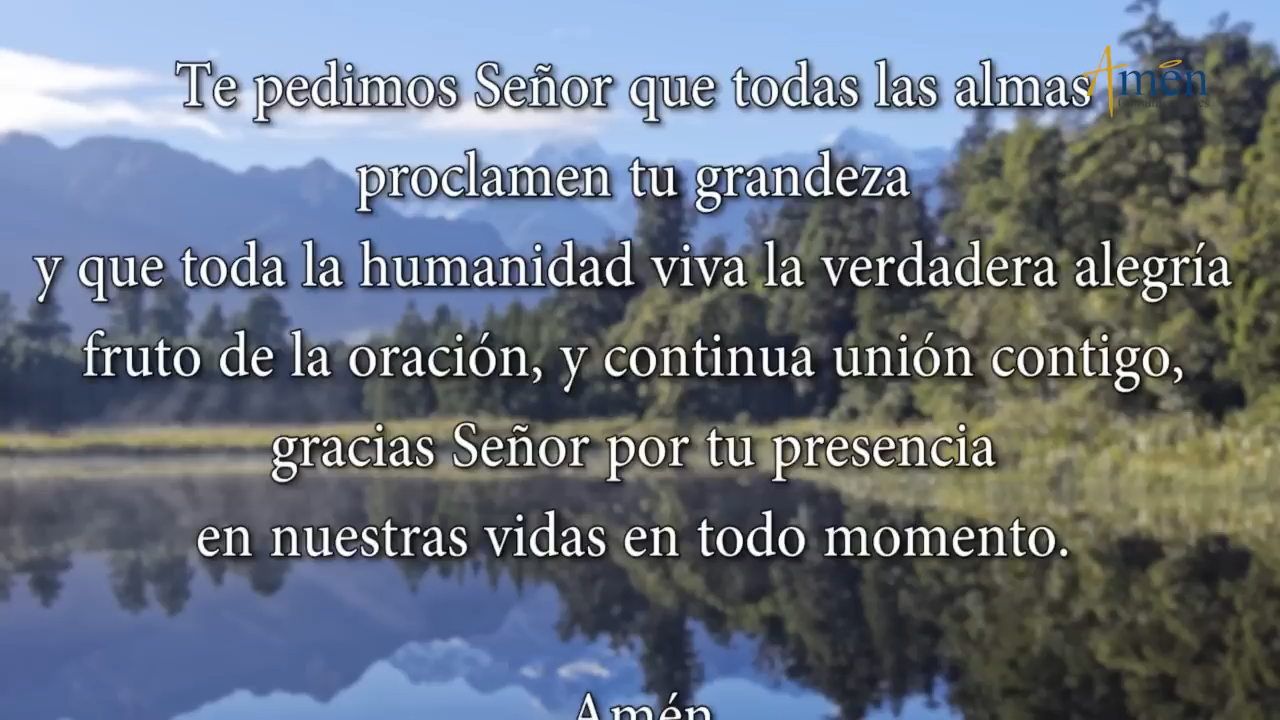 Te pedimos Señor que todas las almas
Amén
proclamen tu grandeza
y que toda la humanidad viva la verdadera alegría
fruto de la oración, y continua unión contigo,
gracias Señor por tu presencia
en nuestras vidas en todo momento.
Amén